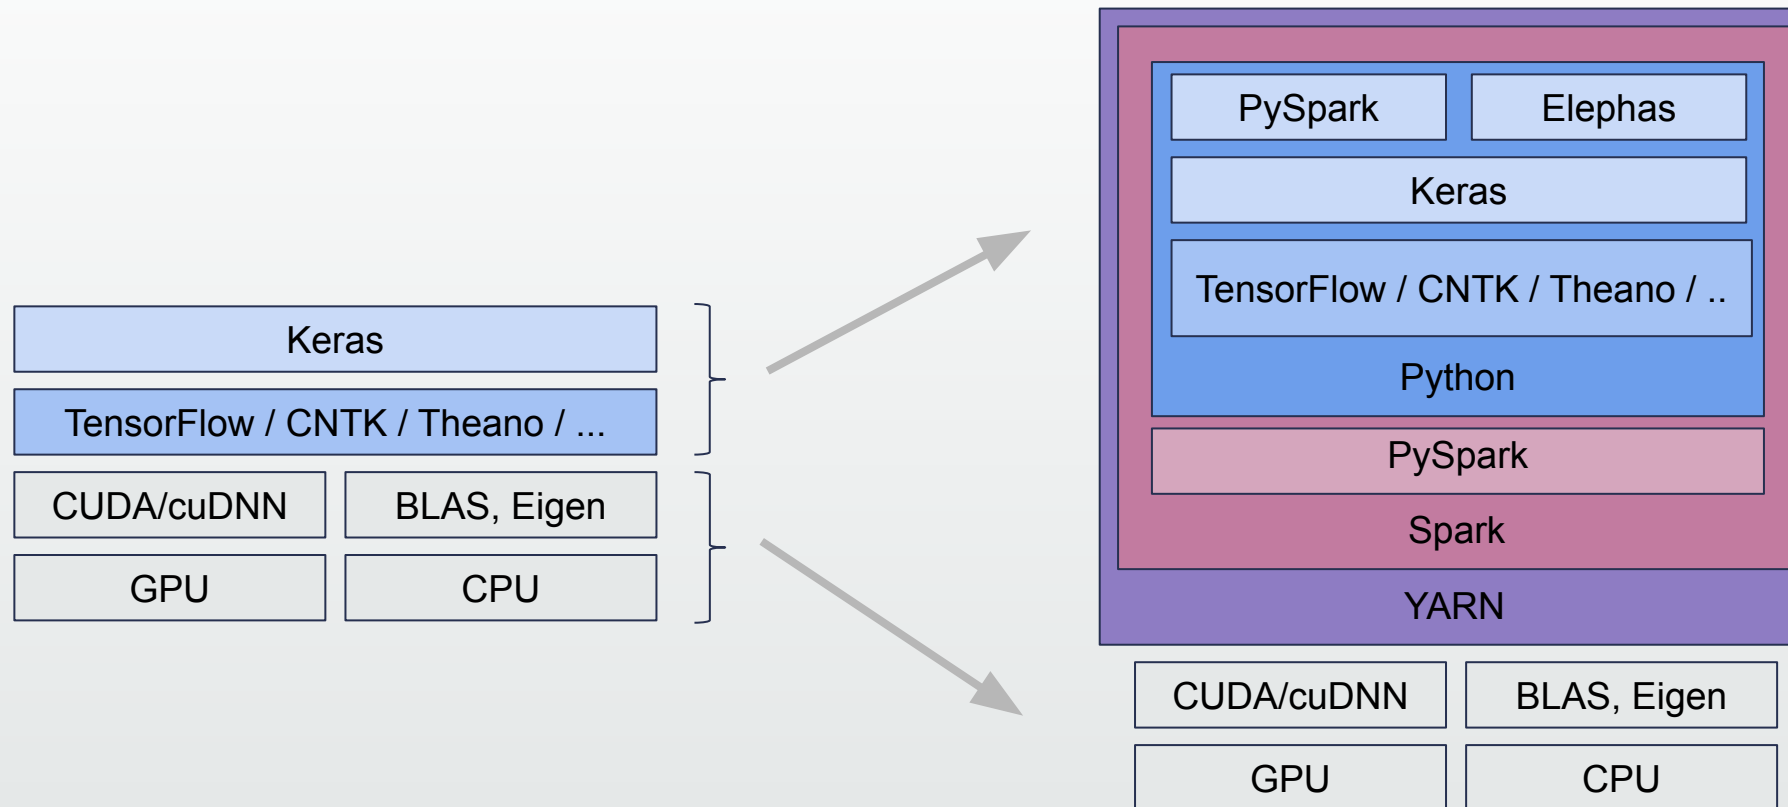 Keras
TensorFlow / CNTK / Theano / ...
CUDA/cuDNN
BLAS, Eigen
GPU
CPU
PySpark
Elephas
Keras
TensorFlow / CNTK / Theano / ..
Python
PySpark
Spark
YARN
CUDA/cuDNN
BLAS, Eigen
GPU
CPU